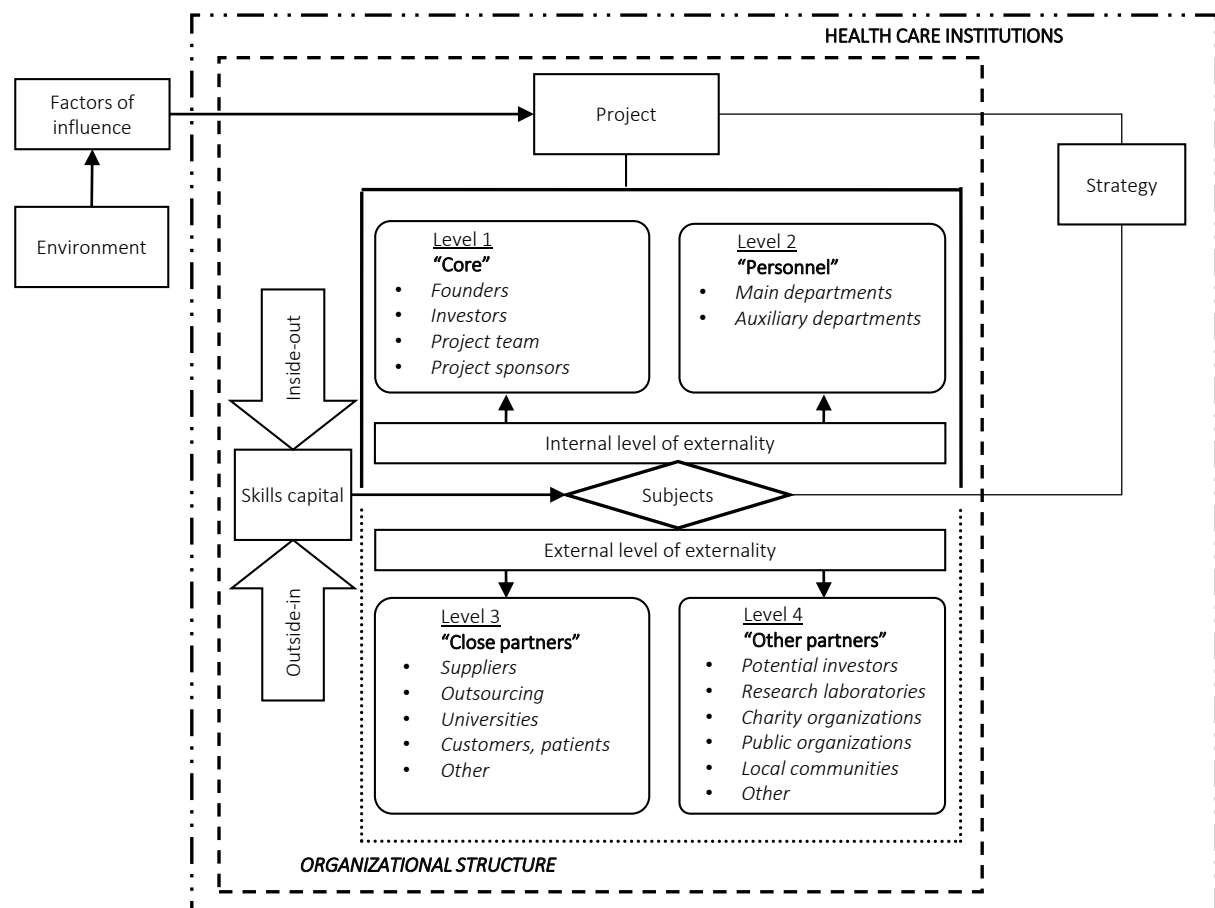 HEALTH CARE INSTITUTIONS
Factors of
influence
Project
Strategy
Environment
Level 1
“Core”
• Founders
• Investors
• Project team
• Project sponsors
Level 2
“Personnel”
• Main departments
• Auxiliary departments
Inside-out
Internal level of externality
Skills capital
Subjects
External level of externality
Outside-in
Level 3
“Close partners”
• Suppliers
• Outsourcing
• Universities
• Customers, patients
• Other
Level 4
“Other partners”
• Potential investors
• Research laboratories
• Charity organizations
• Public organizations
• Local communities
• Other
ORGANIZATIONAL STRUCTURE